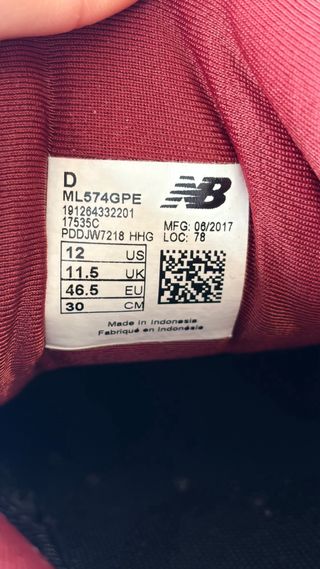 D
ML574GPE
NB
191264332201
17535C
PDDJW7218 HHG
MFG: 06/2017
LOC: 78
12 US
11.5 UK
46.5 EU
30 CM
Made in Indonesia
Fabriqué en Indonésie